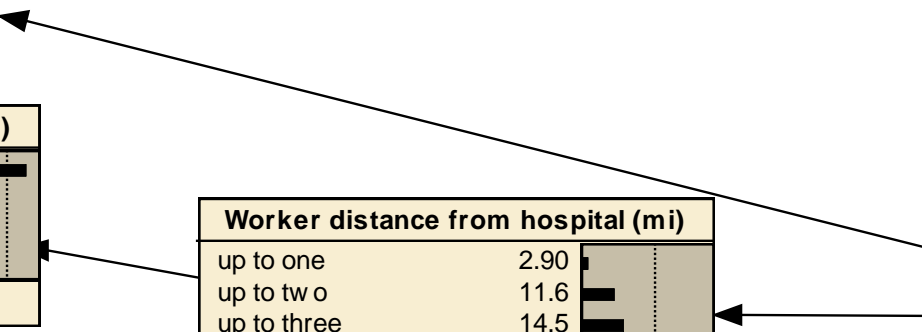 )
Worker distance from hospital (mi)
up to one 2.90
up to two 11.6
up to three 14.5